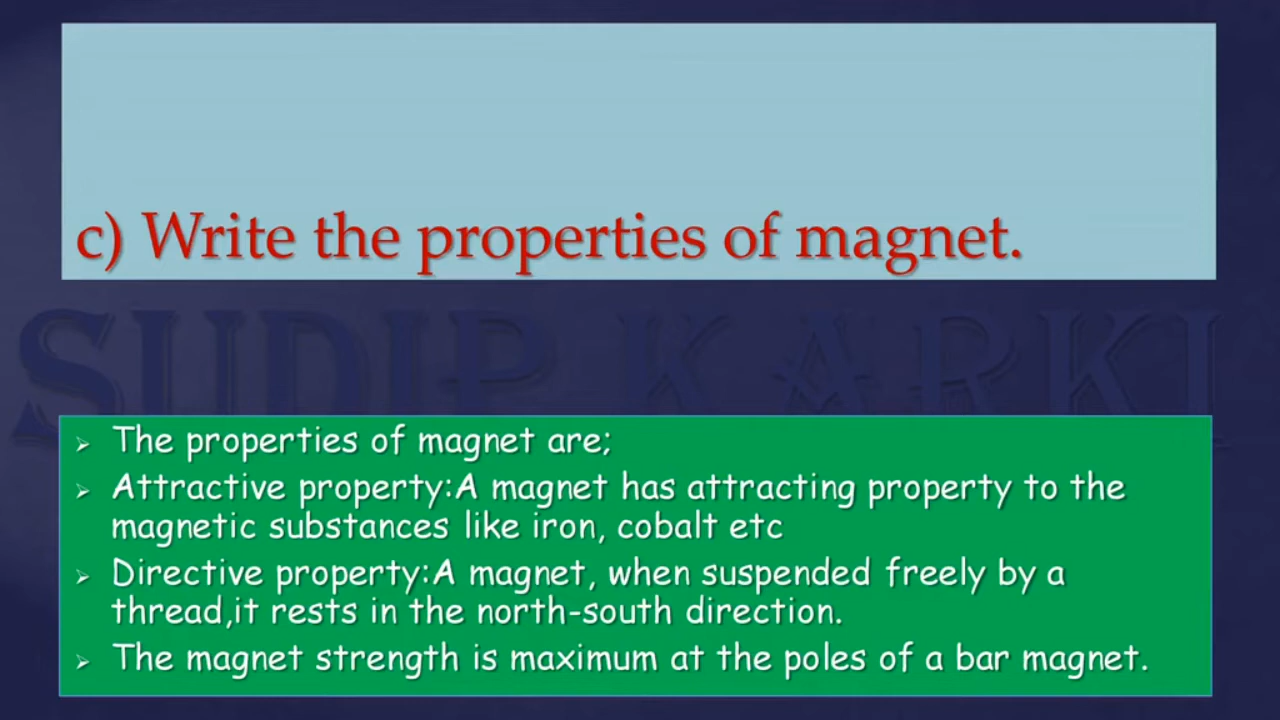 c) Write the properties of magnet.
SUDIP KARKI
➢ The properties of magnet are;
➢ Attractive property:A magnet has attracting property to the
magnetic substances like iron, cobalt etc
➢ Directive property:A magnet, when suspended freely by a
thread,it rests in the north-south direction.
➢ The magnet strength is maximum at the poles of a bar magnet.